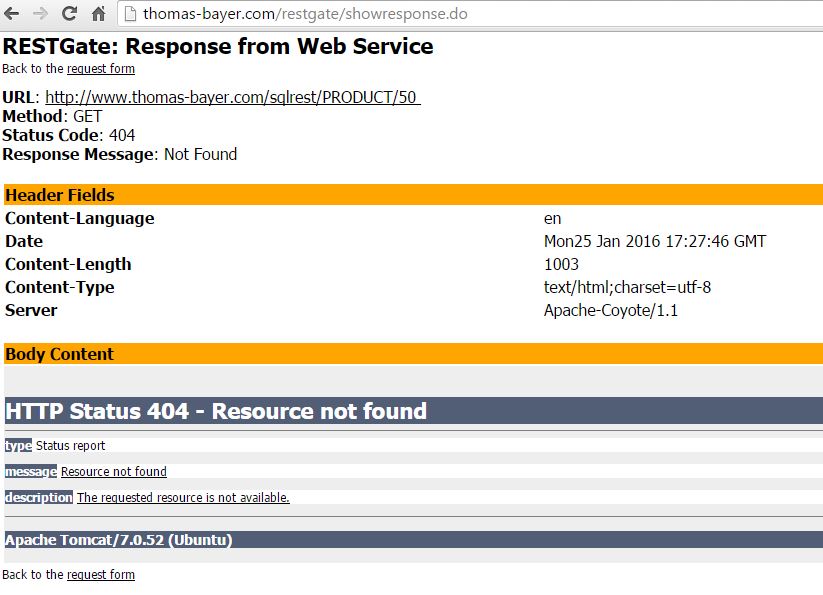 thomas-bayer.com/restgate/showresponse.do
RESTGate: Response from Web Service
Back to the request form
URL: http://www.thomas-bayer.com/sqlrest/PRODUCT/50
Method: GET
Status Code: 404
Response Message: Not Found
Header Fields
Content-Language en
Date Mon25 Jan 2016 17:27:46 GMT
Content-Length 1003
Content-Type text/html;charset=utf-8
Server Apache-Coyote/1.1
Body Content
HTTP Status 404 - Resource not found
type Status report
message Resource not found
description The requested resource is not available.
Apache Tomcat/7.0.52 (Ubuntu)
Back to the request form